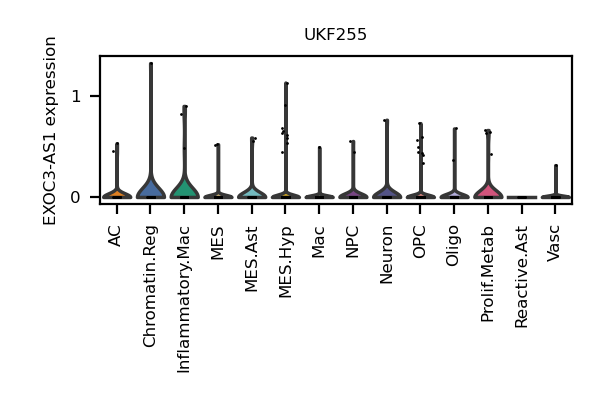 UKF255
EXOC3-AS1 expression
1
0
AC
Chromatin.Reg
Inflammatory.Mac
MES
MES.Ast
MES.Hyp
Mac
NPC
Neuron
OPC
Oligo
Prolif.Metab
Reactive.Ast
Vasc